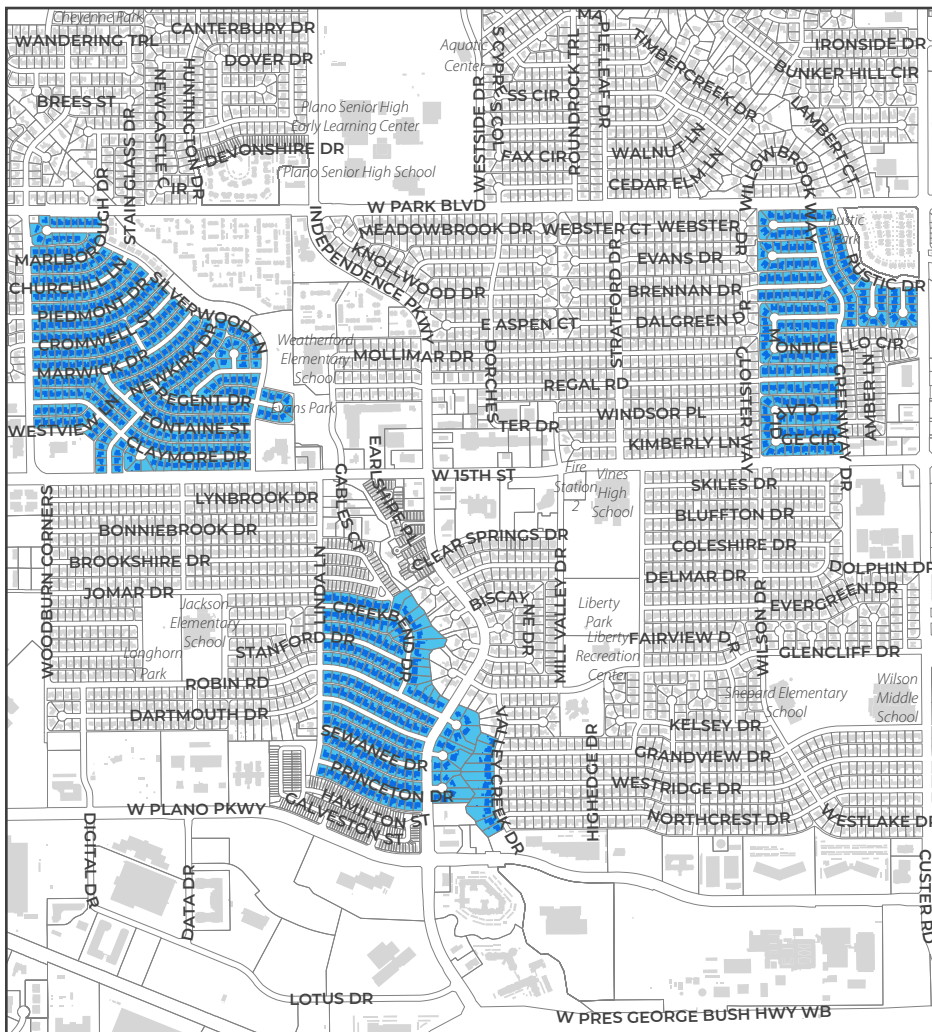 Cheyenne Park
WANDERING TRL
CANTERBURY DR
DOVER DR
BREES ST
STAIN GLASS DR
NEWCASTLE CIR
HUNTINGTON DR
DEVONSHIRE DR
Plano Senior High
Early Learning Center
Plano Senior High School
Aquatic
Center
WESTSIDE DR
SS CIR
FAX CIR
ROUNDROCK TRL
MAPLE LEAF DR
TIMBERCREEK DR
WALNUT LN
CEDAR ELM LN
IRONSIDE DR
BUNKER HILL CIR
LAMBERT CT
WILLOWBROOK WAY
W PARK BLVD
MARLBOROUGH DR
CHURCHILL LN
PIEDMONT DR
CROMWELL ST
WARWICK DR
NEWKIRK DR
SILVERWOOD LN
REGENT DR
FONTAINE ST
CLAYMORE DR
WESTVIEW LN
Weatherford
Elementary
School
Evans Park
INDEPENDENCE PKWY
MEADOWBROOK DR
KNOLLWOOD DR
WEBSTER CT
WEBSTER DR
EVANS DR
BRENNAN DR
DALGREEN DR
E ASPEN CT
STRATFORD DR
MOLLIMAR DR
DORCHESTER DR
REGAL RD
WINDSOR PL
KIMBERLY LN
CLOISTER WAY
RUSTIC DR
MONTICELLO CIR
GREENWAY DR
AMBER LN
CLARIDGE CIR
W 15TH ST
Fire
Station
2
Vines
High
School
EARLSHIRE PL
GABLES CT
LYNBROOK DR
BONNIEBROOK DR
BROOKSHIRE DR
JOMAR DR
WOODBURN CORNERS
Jackson
Elementary
School
Longhorn
Park
STANFORD DR
ROBIN RD
DARTMOUTH DR
LINDA LN
CREEKBEND DR
CLEAR SPRINGS DR
BISCAYNE DR
MILL VALLEY DR
Liberty
Park
Liberty
Recreation
Center
SKILES DR
BLUFFTON DR
COLESHIRE DR
DELMAR DR
DOLPHIN DR
EVERGREEN DR
FAIRVIEW DR
WILSON DR
GLENCLIFF DR
Shepard Elementary
School
Wilson
Middle
School
KELSEY DR
GRANDVIEW DR
WESTRIDGE DR
NORTHCREST DR
WESTLAKE DR
HIGHEDGE DR
VALLEY CREEK DR
SEWANEE DR
PRINCETON DR
HAMILTON ST
GALVESTON ST
W PLANO PKWY
DIGITAL DR
DATA DR
LOTUS DR
CUSTER RD
W PRES GEORGE BUSH HWY WB